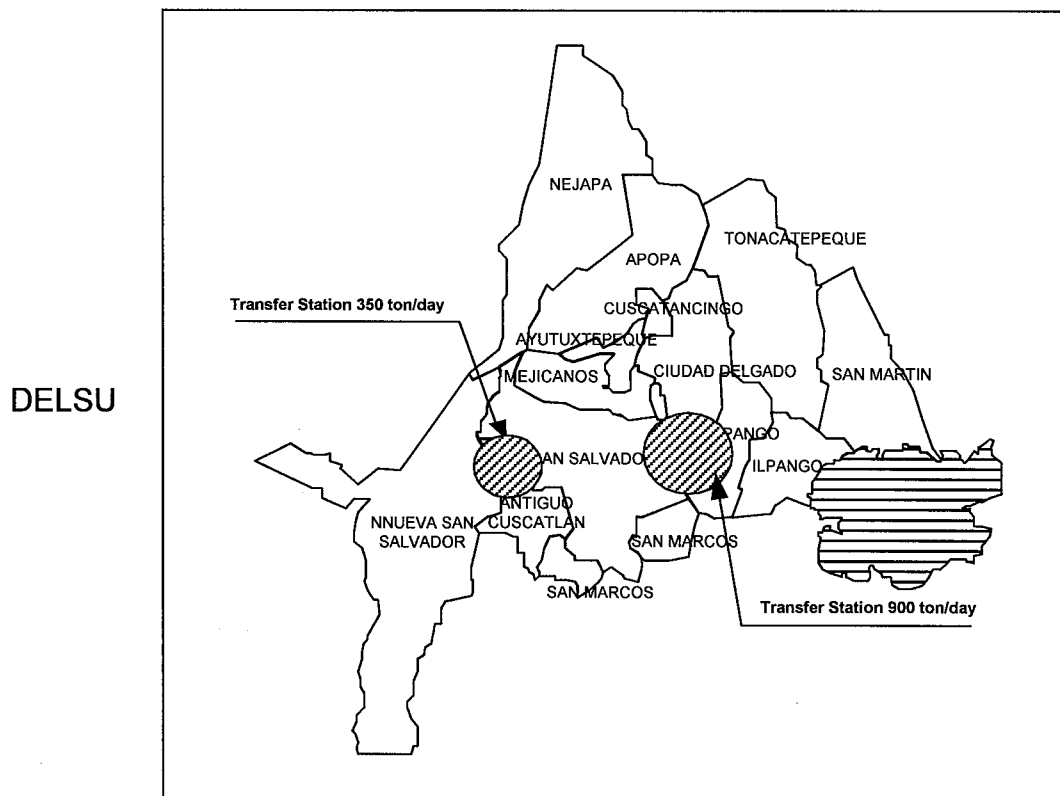 NEJAPA
TONACATEPEQUE
APOPA
Transfer Station 350 ton/day
CUSCATANCINGO
AYUTUXTEPEQUE
MEJICANOS
CIUDAD DELGADO
SAN MARTIN
DELSU
PANGO
AN SALVADO
ILPANGO
ANTIGUO
CUSCATLAN
NNUEVA SAN
SALVADOR
SAN MARCOS
SAN MARCOS
Transfer Station 900 ton/day